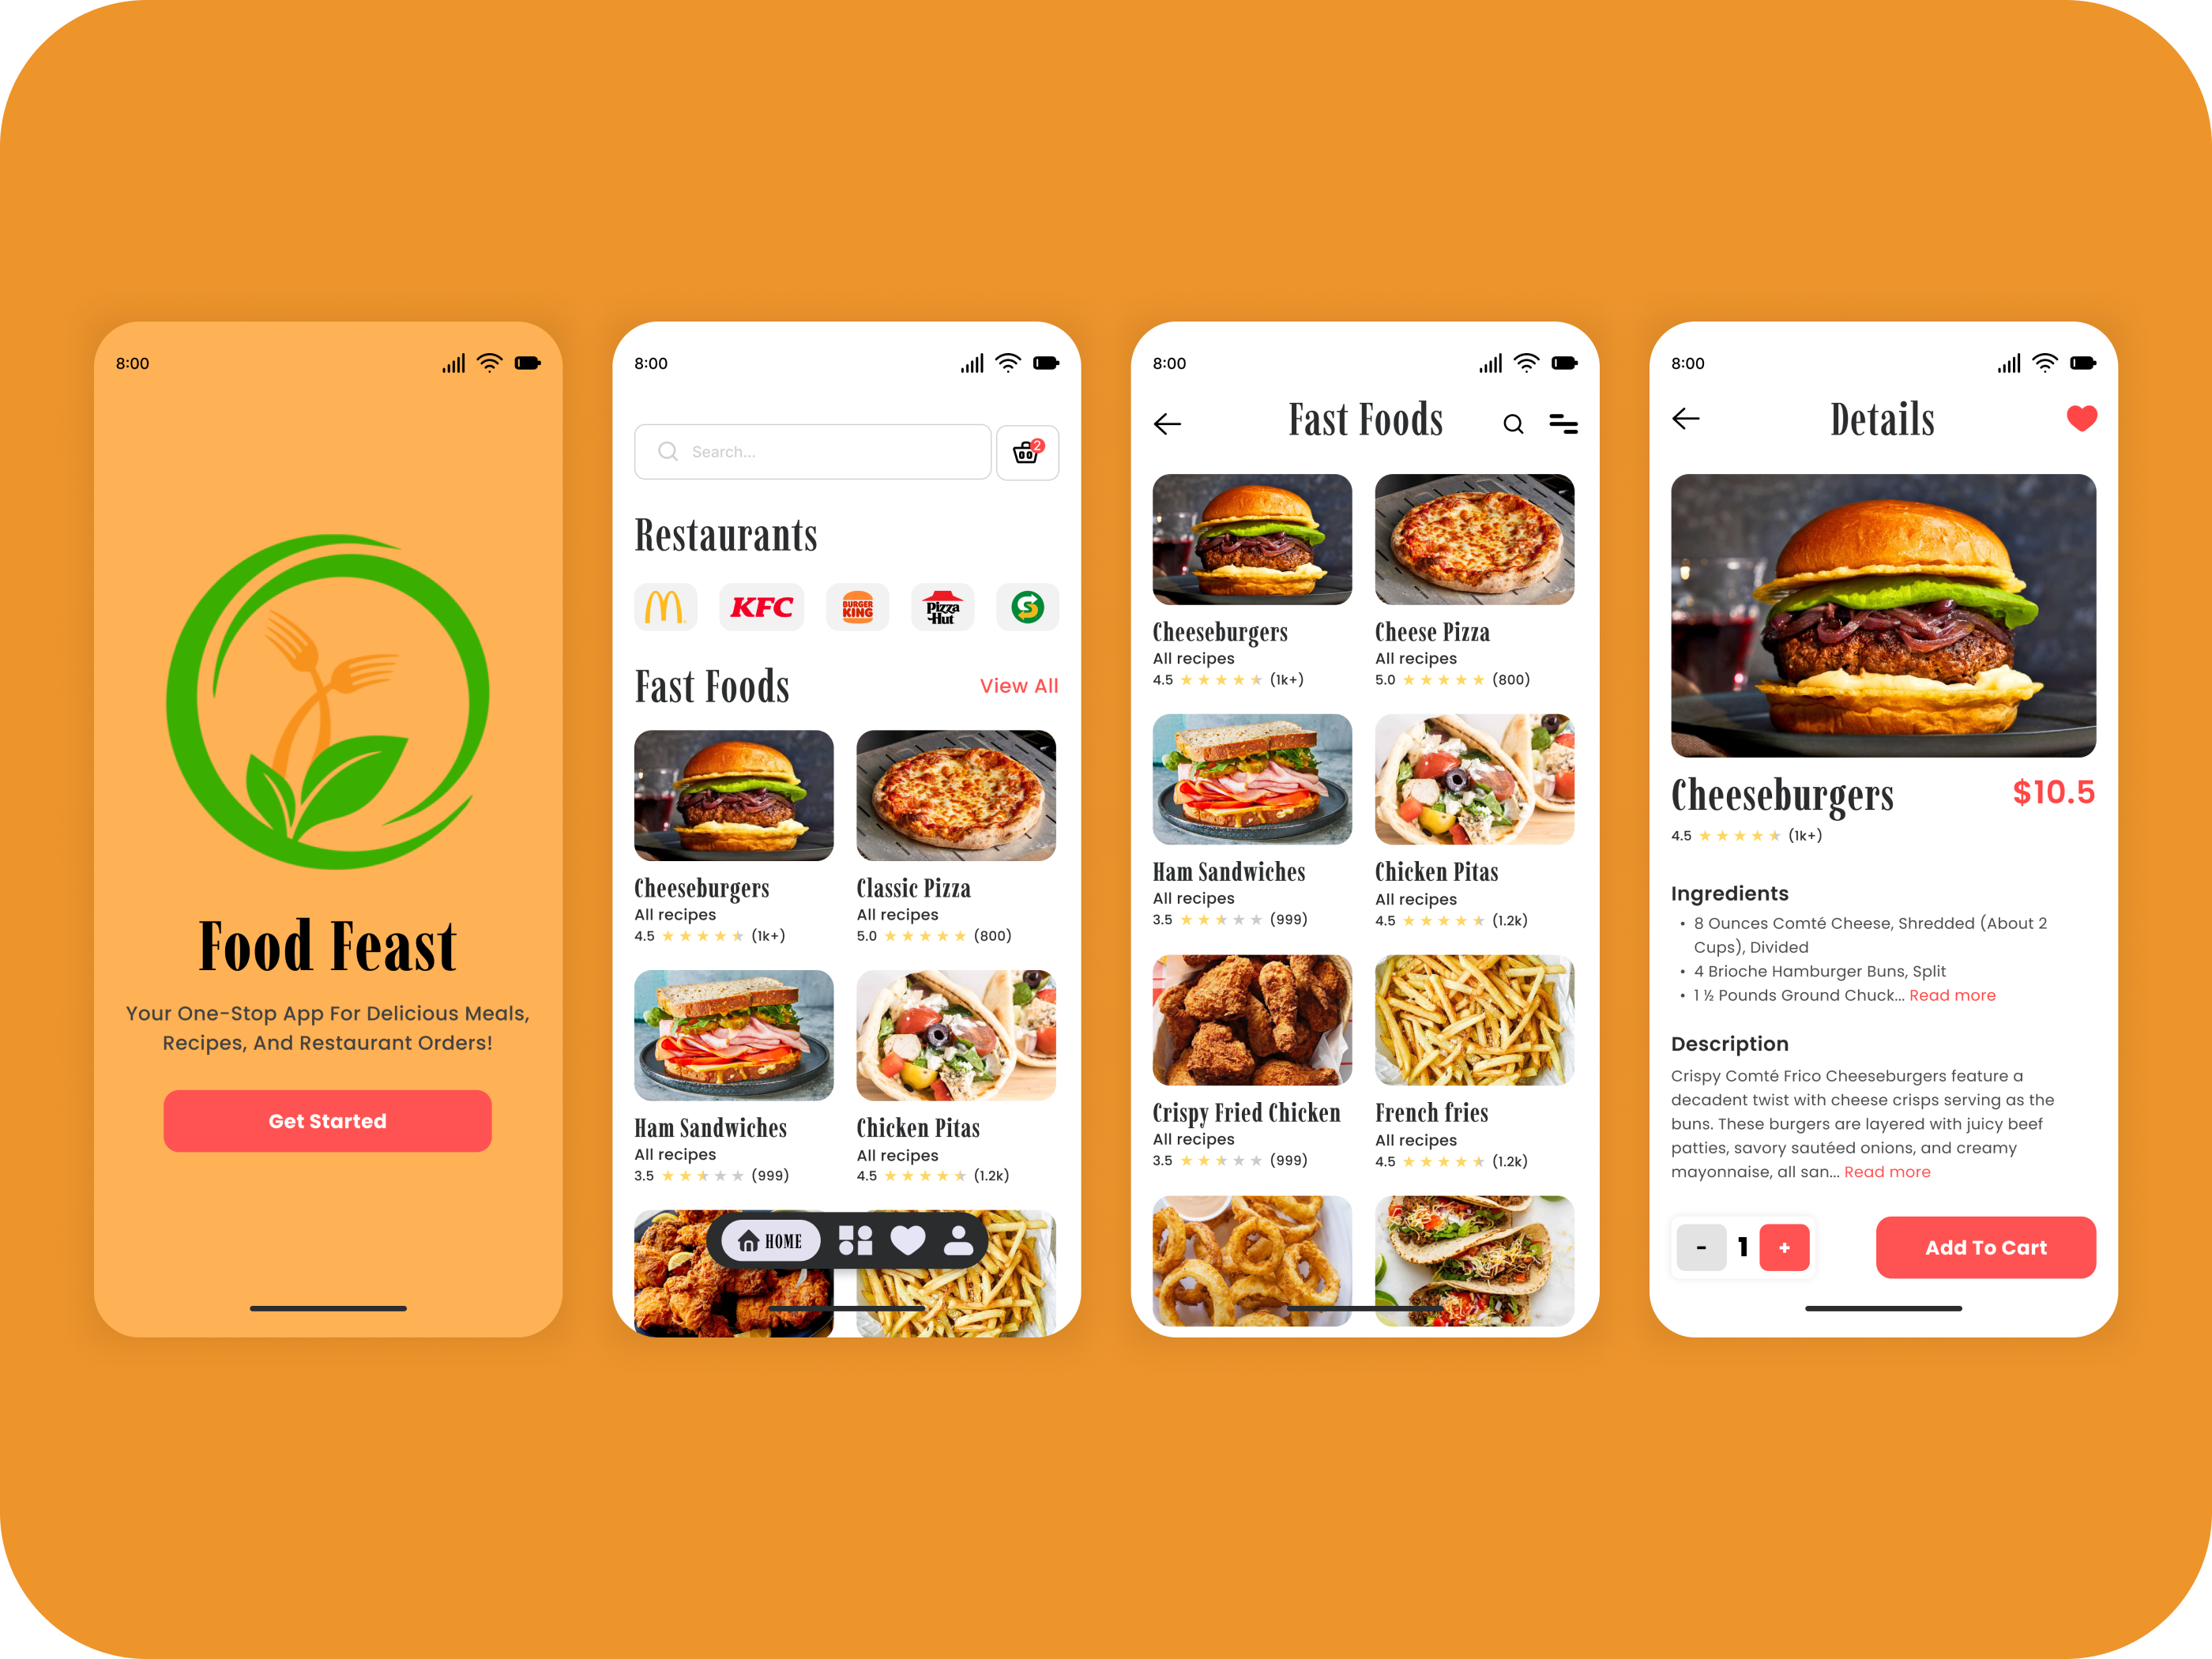 8:00
Food Feast
Your One-Stop App For Delicious Meals,
Recipes, And Restaurant Orders!
Get Started
8:00
Search...
2
Restaurants
KFC
BURGER
KING
Pizza
Hut
Fast Foods
View All
Cheeseburgers
All recipes
4.5 (1k+)
Classic Pizza
All recipes
5.0 (800)
Ham Sandwiches
All recipes
3.5 (999)
Chicken Pitas
All recipes
4.5 (1.2k)
HOME
8:00
Fast Foods
Cheeseburgers
All recipes
4.5 (1k+)
Cheese Pizza
All recipes
5.0 (800)
Ham Sandwiches
All recipes
3.5 (999)
Chicken Pitas
All recipes
4.5 (1.2k)
Crispy Fried Chicken
All recipes
3.5 (999)
French fries
All recipes
4.5 (1.2k)
8:00
Details
Cheeseburgers
$10.5
4.5 (1k+)
Ingredients
• 8 Ounces Comté Cheese, Shredded (About 2
Cups), Divided
• 4 Brioche Hamburger Buns, Split
• 1 ½ Pounds Ground Chuck... Read more
Description
Crispy Comté Frico Cheeseburgers feature a
decadent twist with cheese crisps serving as the
buns. These burgers are layered with juicy beef
patties, savory sautéed onions, and creamy
mayonnaise, all san... Read more
- 1 +
Add To Cart